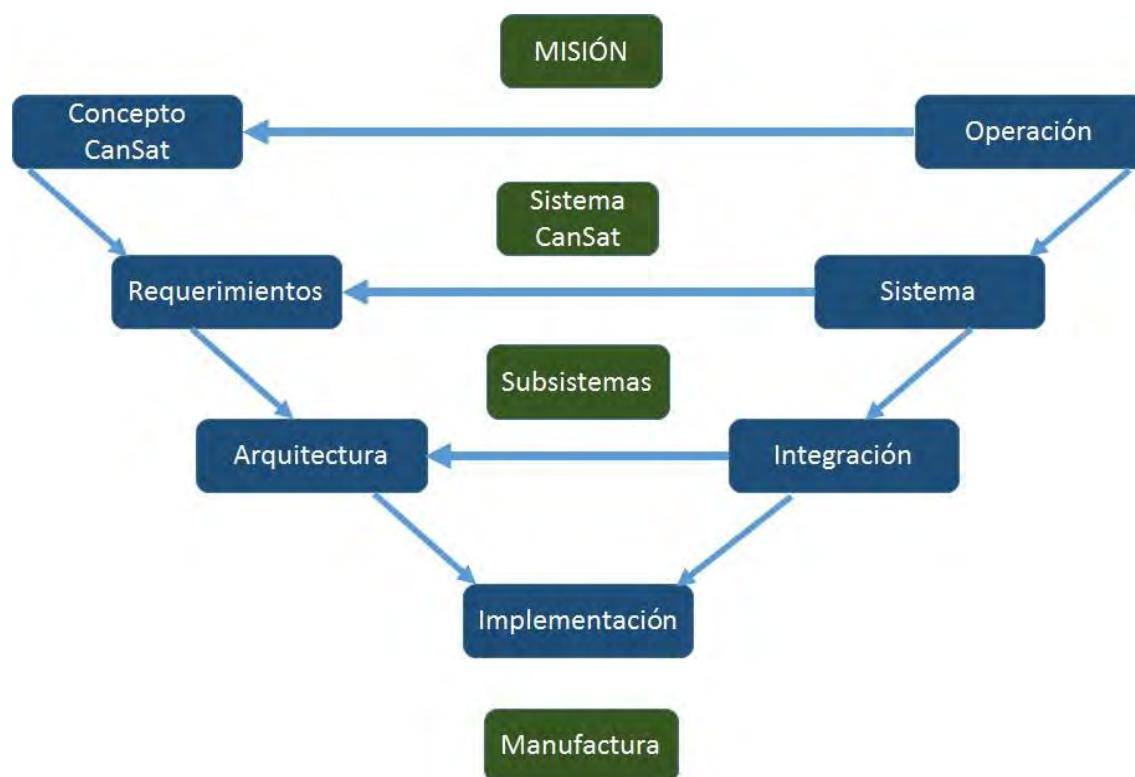 MISIÓN
Concepto
CanSat
Operación
Sistema
CanSat
Requerimientos
Sistema
Subsistemas
Arquitectura
Integración
Implementación
Manufactura